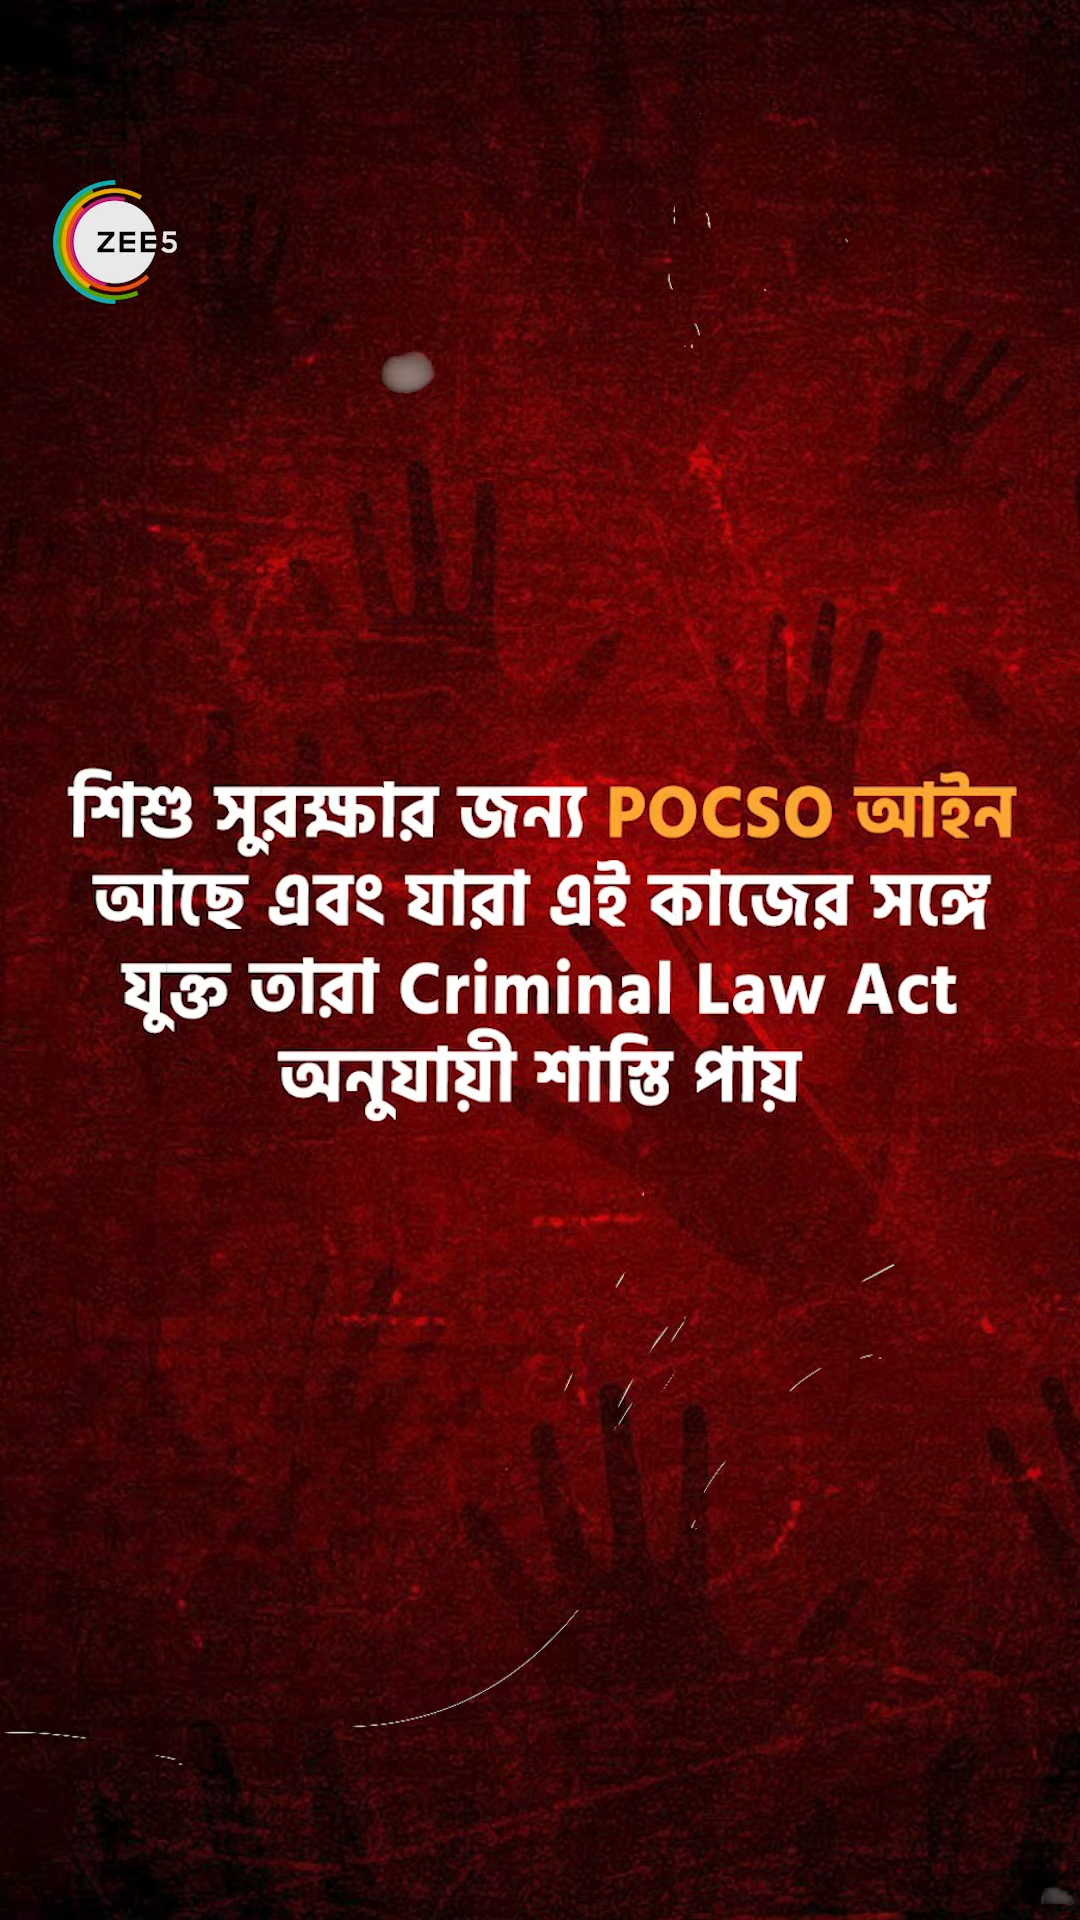 ZEE5
শিশু সুরক্ষার জন্য POCSO আইন
আছে এবং যারা এই কাজের সঙ্গে
যুক্ত তারা Criminal Law Act
অনুযায়ী শাস্তি পায়